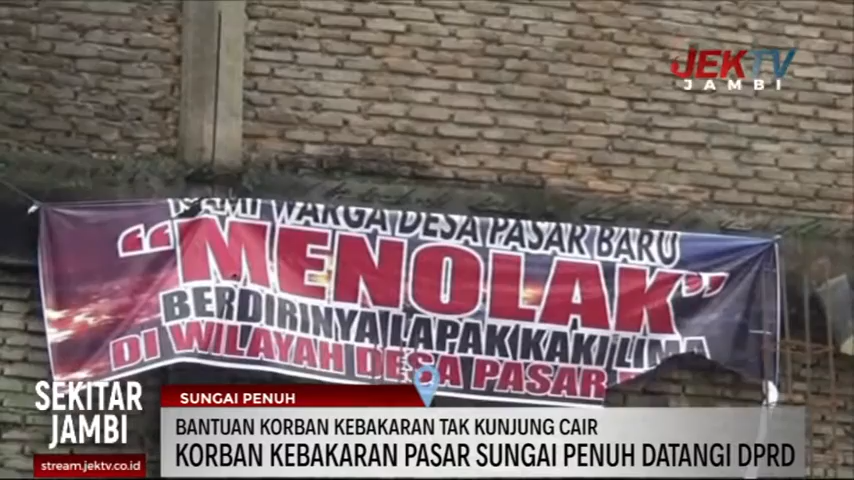 JEKTV
JAMBI
KAMI WARGA DESA PASAR BARU
"MENOLAK"
BERDIRINYA LAPAK KAKI LIMA
DI WILAYAH DESA PASAR
SEKITAR
JAMBI
stream.jektv.co.id
SUNGAI PENUH
BANTUAN KORBAN KEBAKARAN TAK KUNJUNG CAIR
KORBAN KEBAKARAN PASAR SUNGAI PENUH DATANGI DPRD